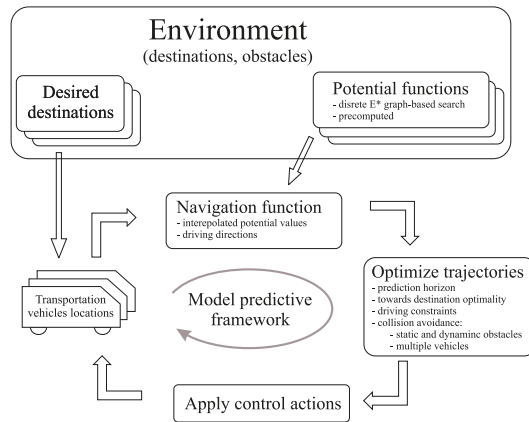 Environment
(destinations, obstacles)
Desired
destinations
Potential functions
- disrete E* graph-based search
- precomputed
Navigation function
- interepolated potential values
- driving directions
Transportation
vehicles locations
Model predictive
framework
Optimize trajectories
- prediction horizon
- towards destination optimality
- driving constraints
- collision avoidance:
- static and dynaminc obstacles
- multiple vehicles
Apply control actions